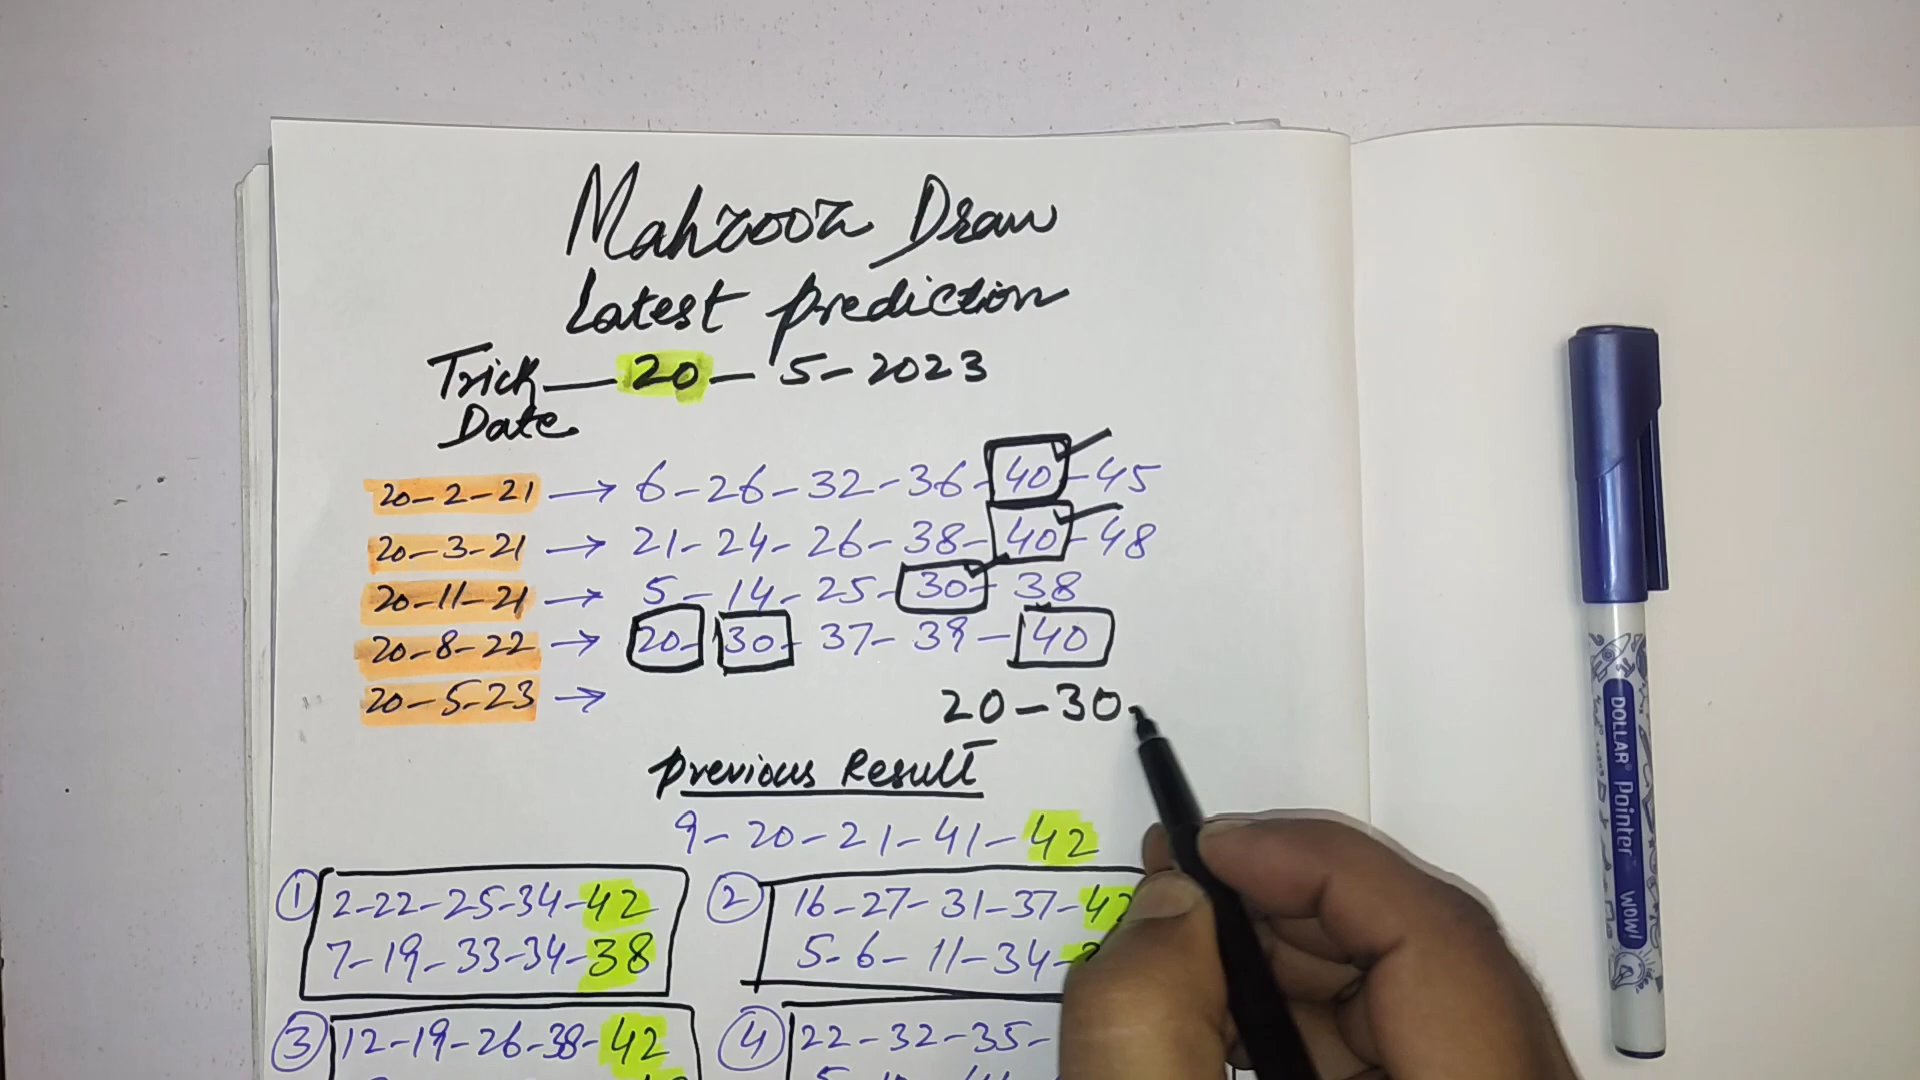 Mahzooz Draw
Latest Prediction
Trick — 20 — 5 - 2023
Date
20-2-21 → 6-26-32-36-40-45
20-3-21 → 21-24-26-38-40-48
20-11-21 → 5-14-25-30-38
20-8-22 → 20-30-37-39-40
20-5-23 →
20-30-
Previous Result
9-20-21-41-42
① 2-22-25-34-42
7-19-33-34-38
② 16-27-31-37-42
5-6-11-34-
③ 12-19-26-38-42
④ 22-32-35-
DOLLAR Pointer WOW!